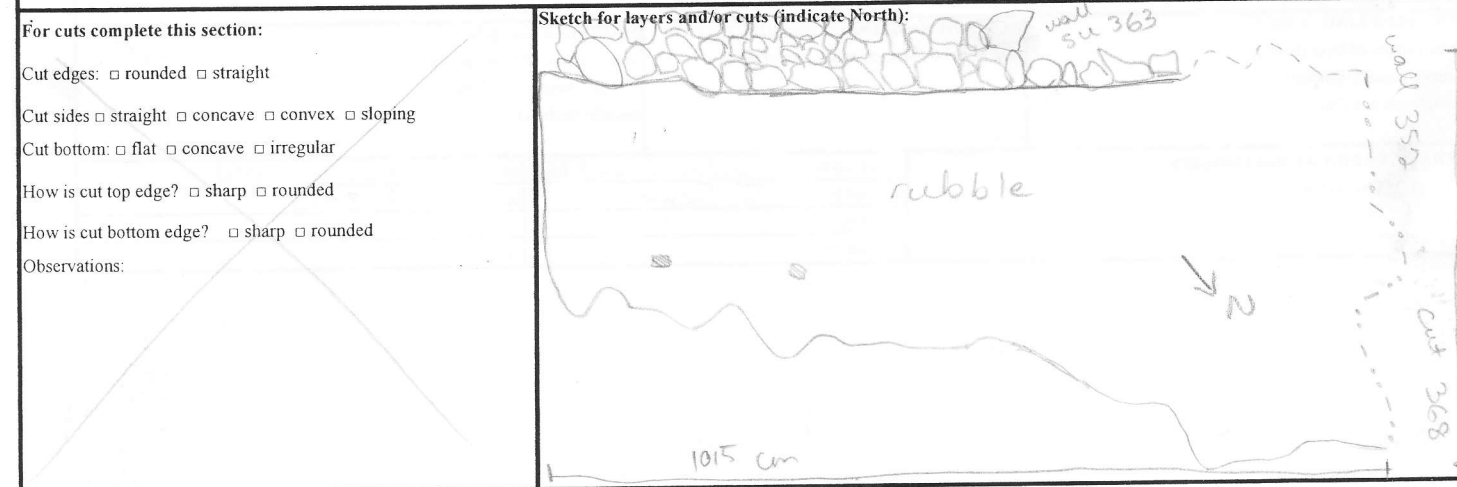 For cuts complete this section:
Cut edges: □ rounded □ straight
Cut sides □ straight □ concave □ convex □ sloping
Cut bottom: □ flat □ concave □ irregular
How is cut top edge? □ sharp □ rounded
How is cut bottom edge? □ sharp □ rounded
Observations:
Sketch for layers and/or cuts (indicate North):
wall
su 363
wall 352
rubble
N
cut 368
1015 cm